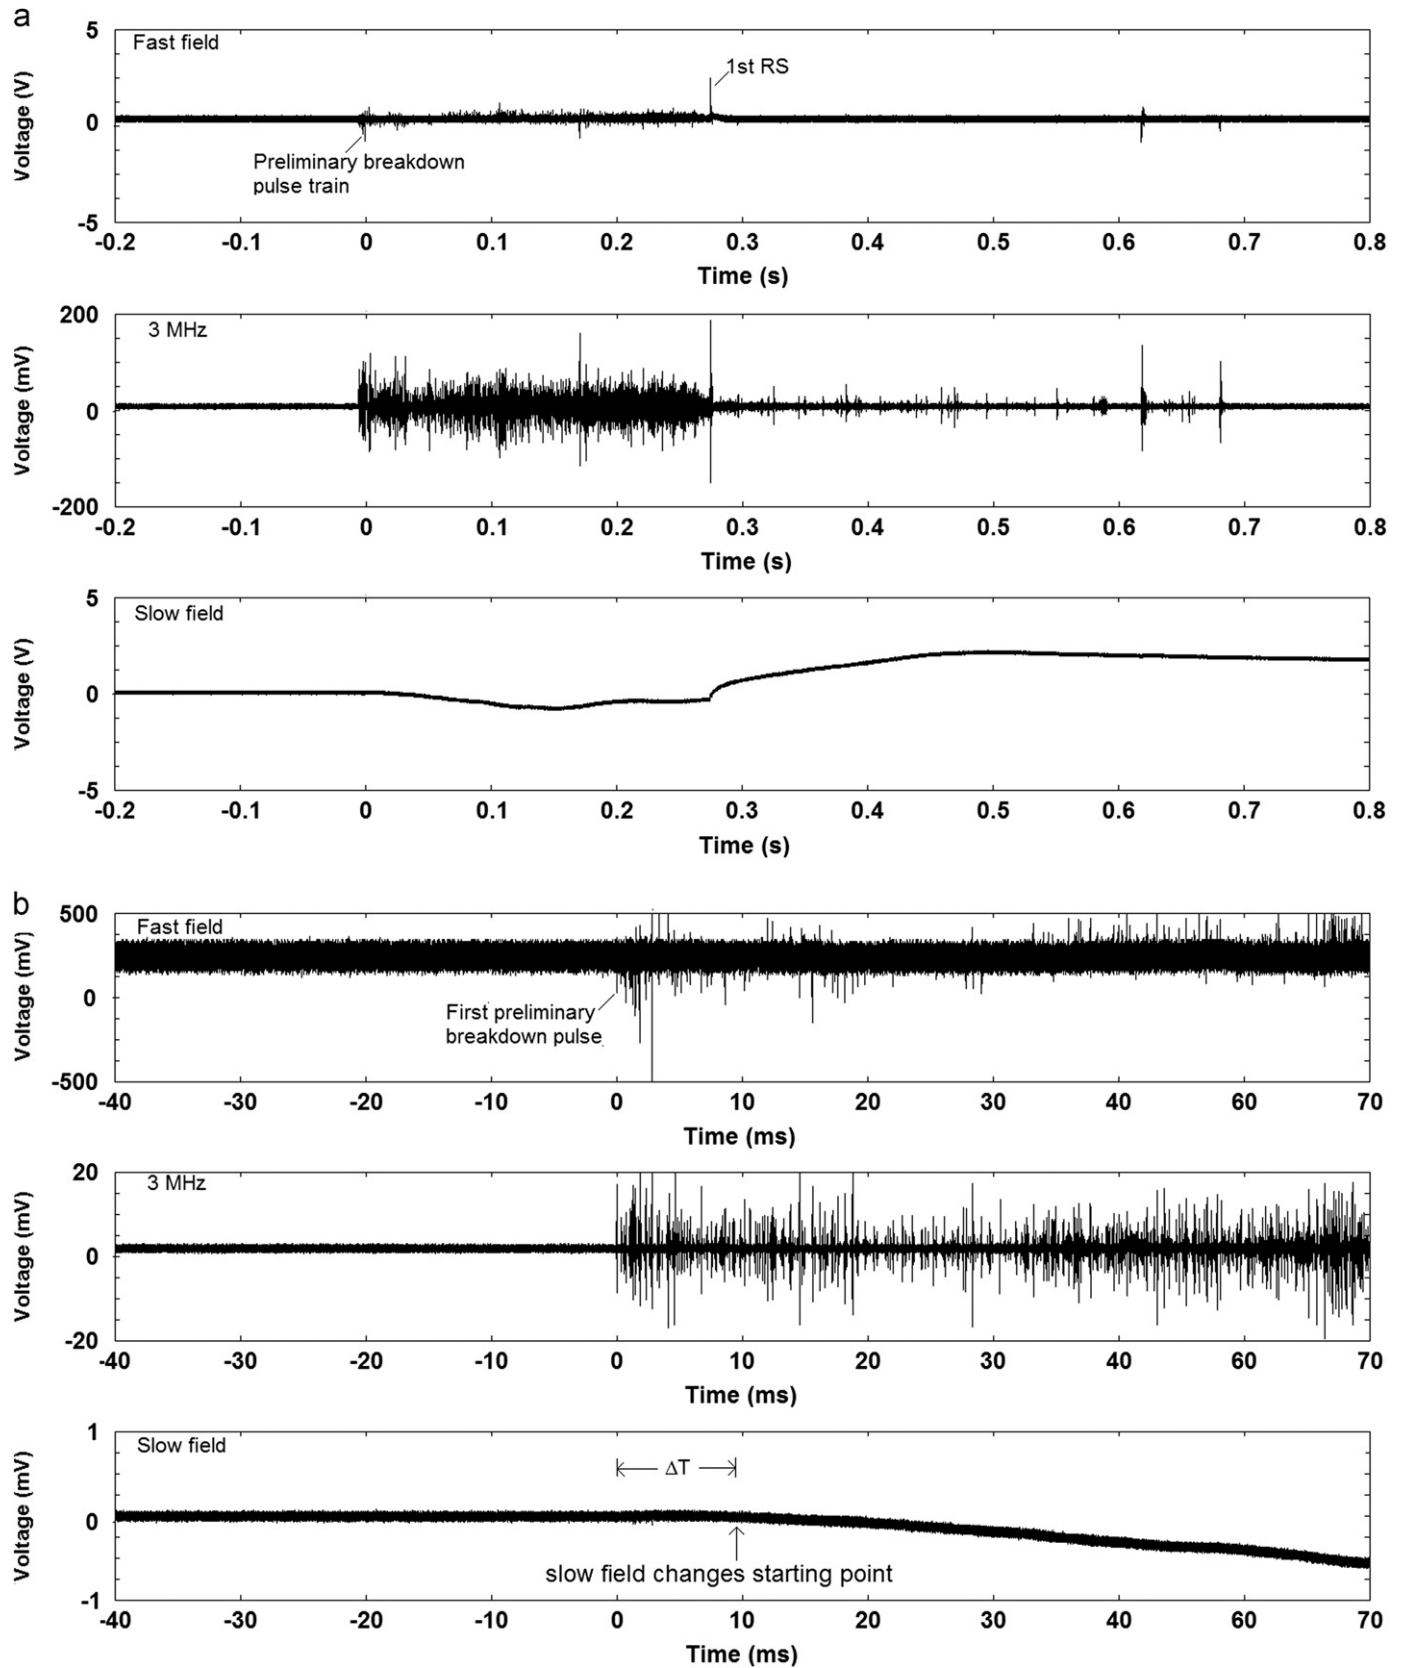 a
5
Fast field
1st RS
Voltage (V)
0
Preliminary breakdown
pulse train
-5
-0.2 -0.1 0 0.1 0.2 0.3 0.4 0.5 0.6 0.7 0.8
Time (s)
200
3 MHz
Voltage (mV)
0
-200
-0.2 -0.1 0 0.1 0.2 0.3 0.4 0.5 0.6 0.7 0.8
Time (s)
5
Slow field
Voltage (V)
0
-5
-0.2 -0.1 0 0.1 0.2 0.3 0.4 0.5 0.6 0.7 0.8
Time (s)
b
500
Fast field
Voltage (mV)
0
First preliminary
breakdown pulse
-500
-40 -30 -20 -10 0 10 20 30 40 60 70
Time (ms)
20
3 MHz
Voltage (mV)
0
-20
-40 -30 -20 -10 0 10 20 30 40 60 70
Time (ms)
1
Slow field
ΔT
Voltage (mV)
0
slow field changes starting point
-1
-40 -30 -20 -10 0 10 20 30 40 60 70
Time (ms)